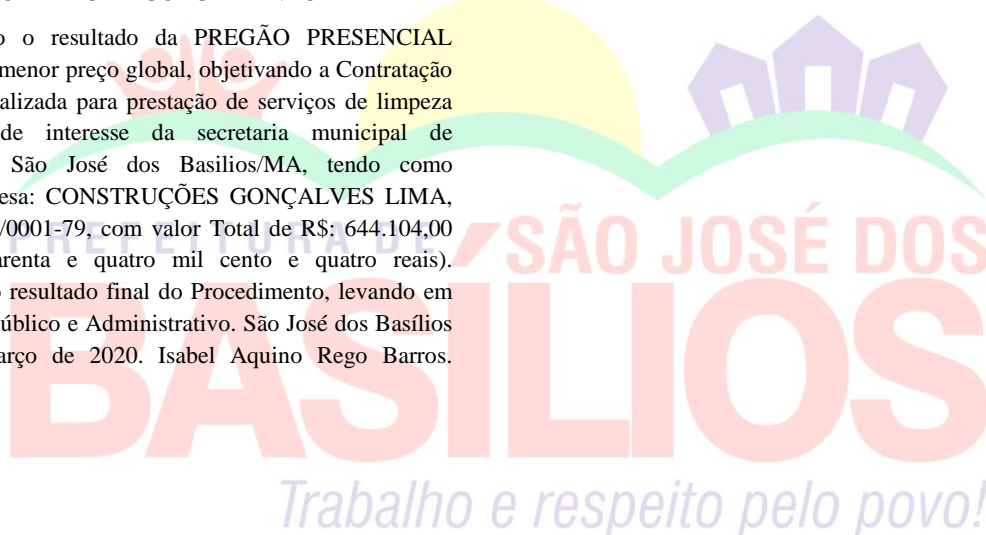 o o resultado da PREGÃO PRESENCIAL
menor preço global, objetivando a Contratação
alizada para prestação de serviços de limpeza
de interesse da secretaria municipal de
São José dos Basilios/MA, tendo como
esa: CONSTRUÇÕES GONÇALVES LIMA,
/0001-79, com valor Total de R$: 644.104,00
arenta e quatro mil cento e quatro reais).
o resultado final do Procedimento, levando em
úblico e Administrativo. São José dos Basílios
arço de 2020. Isabel Aquino Rego Barros.
PREFEITURA DE SÃO JOSÉ DOS
BASÍLIOS
Trabalho e respeito pelo povo!